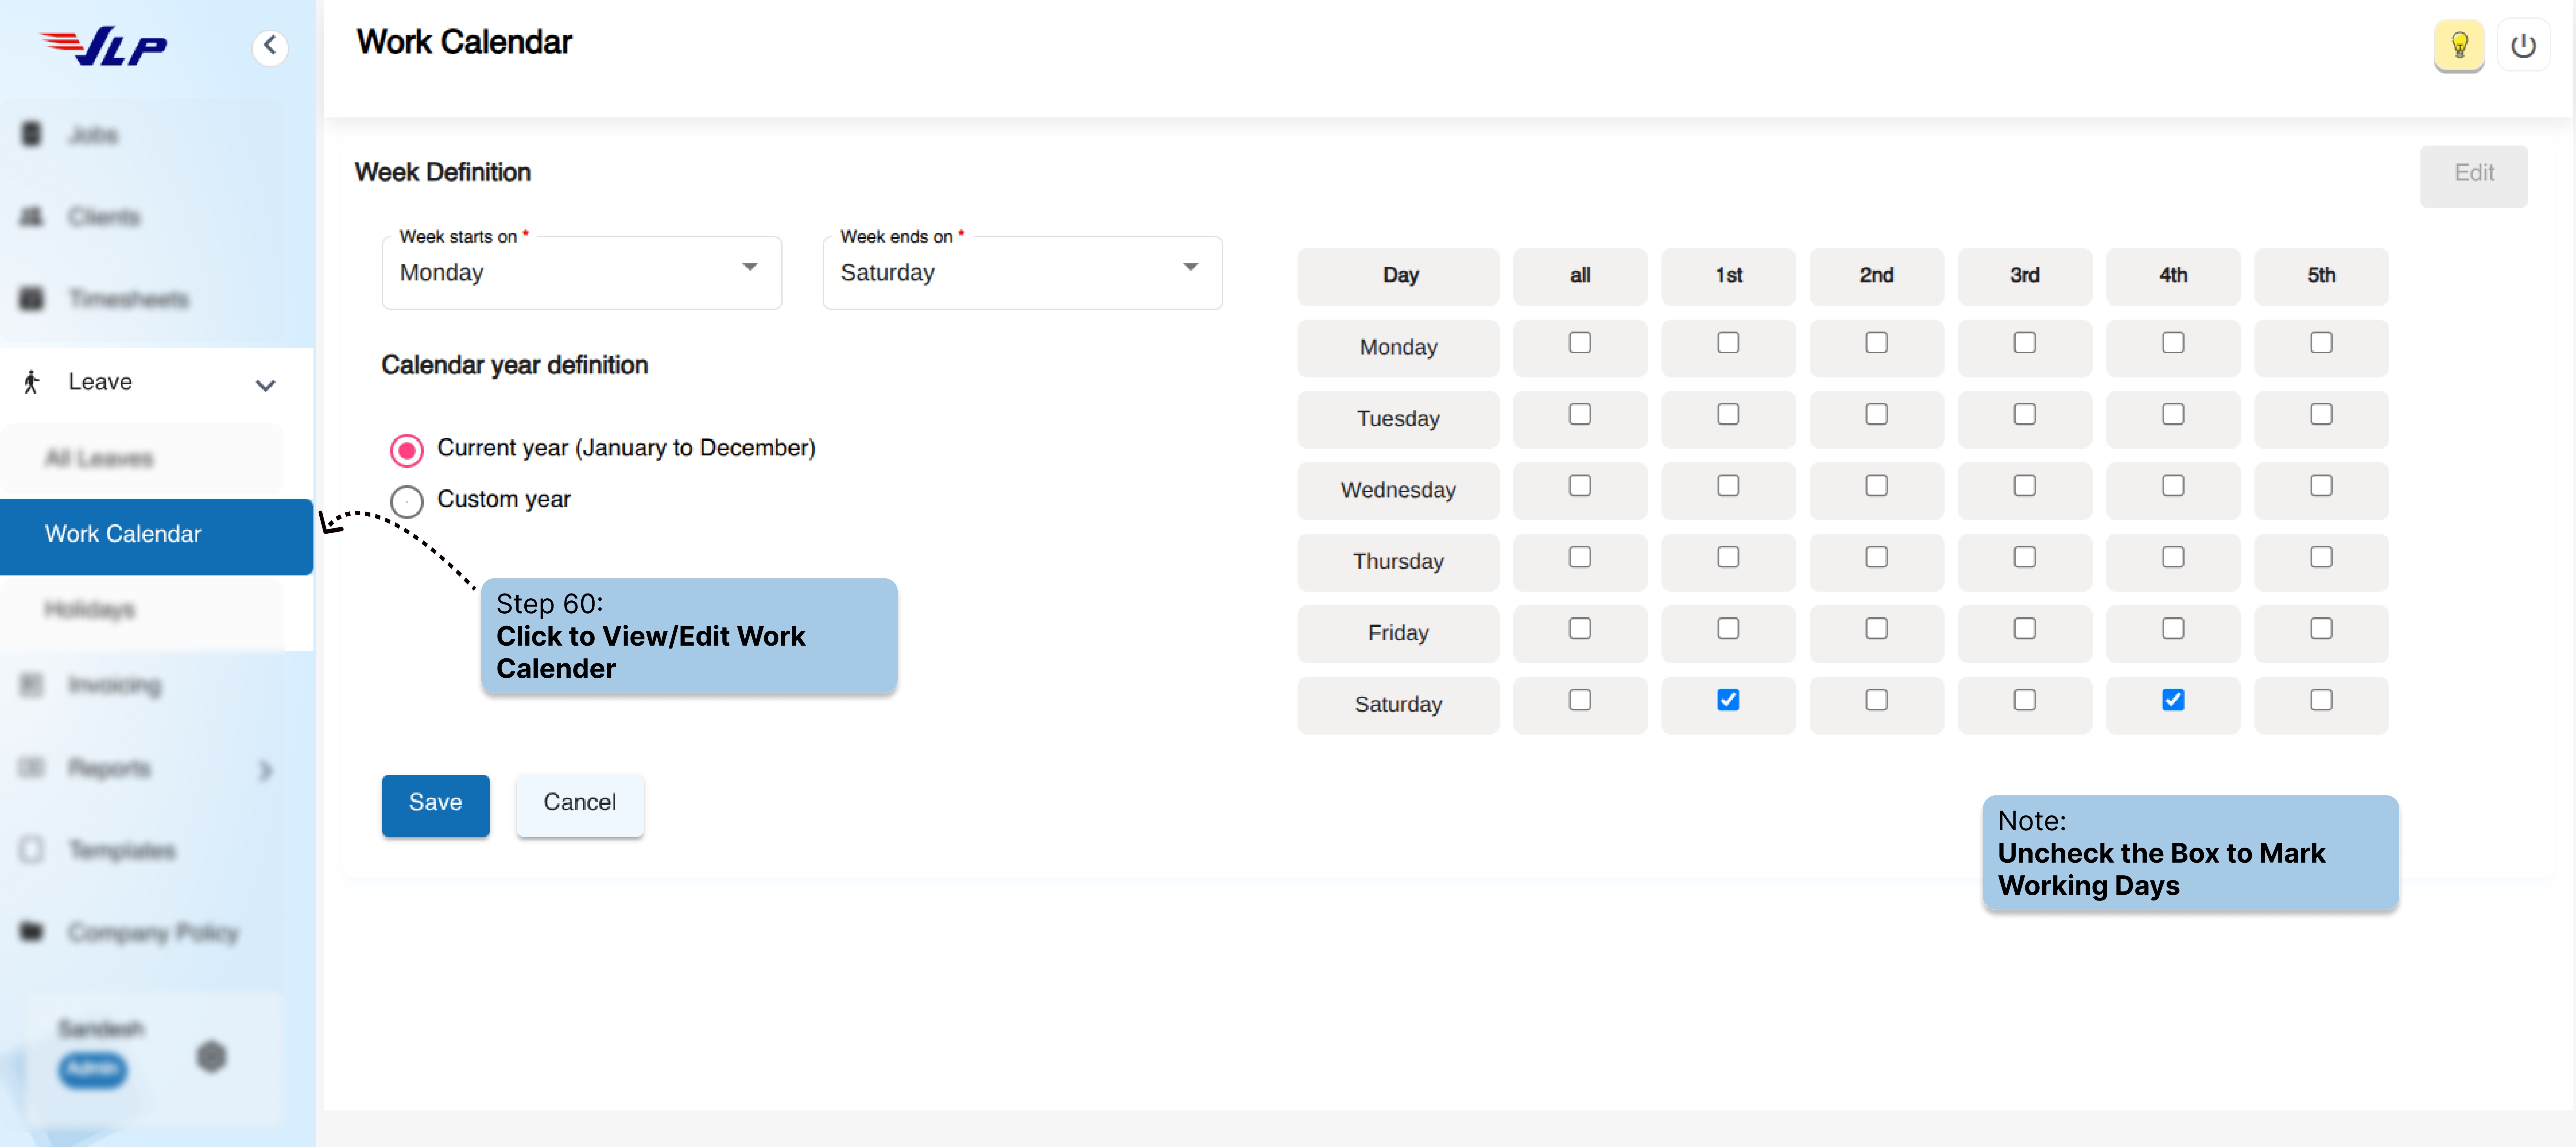 VLP
Work Calendar
Jobs
Clients
Timesheets
Leave
All Leaves
Work Calendar
Holidays
Invoicing
Reports
Templates
Company Policy
Sandesh
Admin
Week Definition
Edit
Week starts on *
Monday
Week ends on *
Saturday
Calendar year definition
Current year (January to December)
Custom year
Step 60:
Click to View/Edit Work
Calender
Save
Cancel
Day all 1st 2nd 3rd 4th 5th
Monday
Tuesday
Wednesday
Thursday
Friday
Saturday
Note:
Uncheck the Box to Mark
Working Days